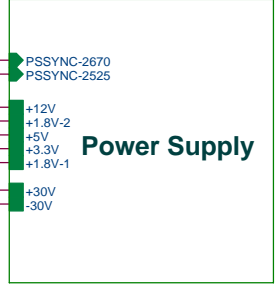 PSSYNC-2670
PSSYNC-2525
+12V
+1.8V-2
+5V
+3.3V
+1.8V-1
Power Supply
+30V
-30V